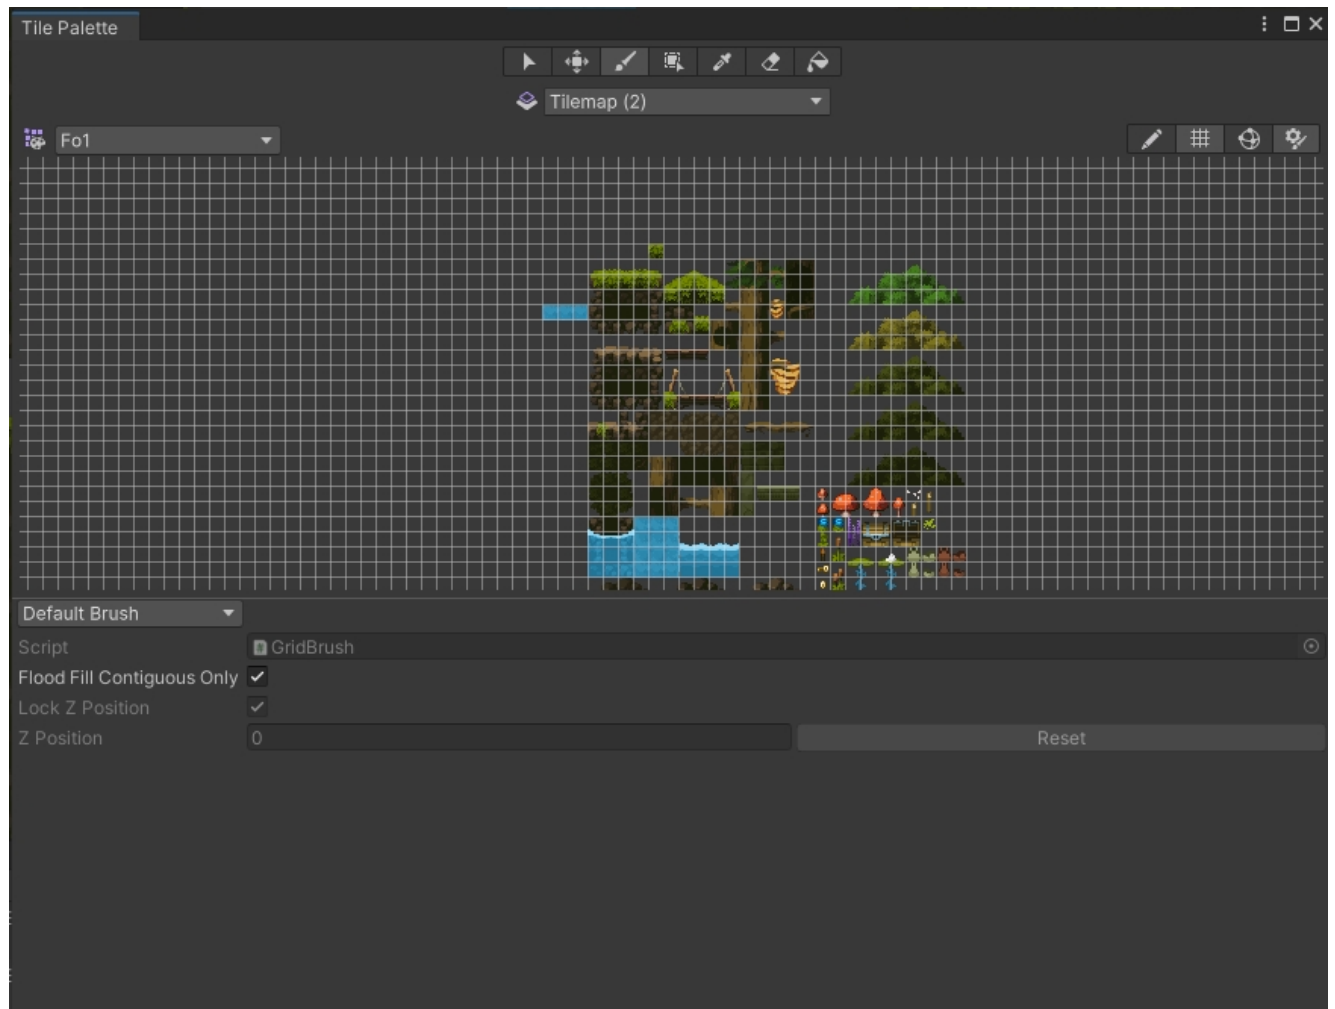 Tile Palette
Tilemap (2)
Fo1
Default Brush
Script GridBrush
Flood Fill Contiguous Only
Lock Z Position
Z Position 0 Reset